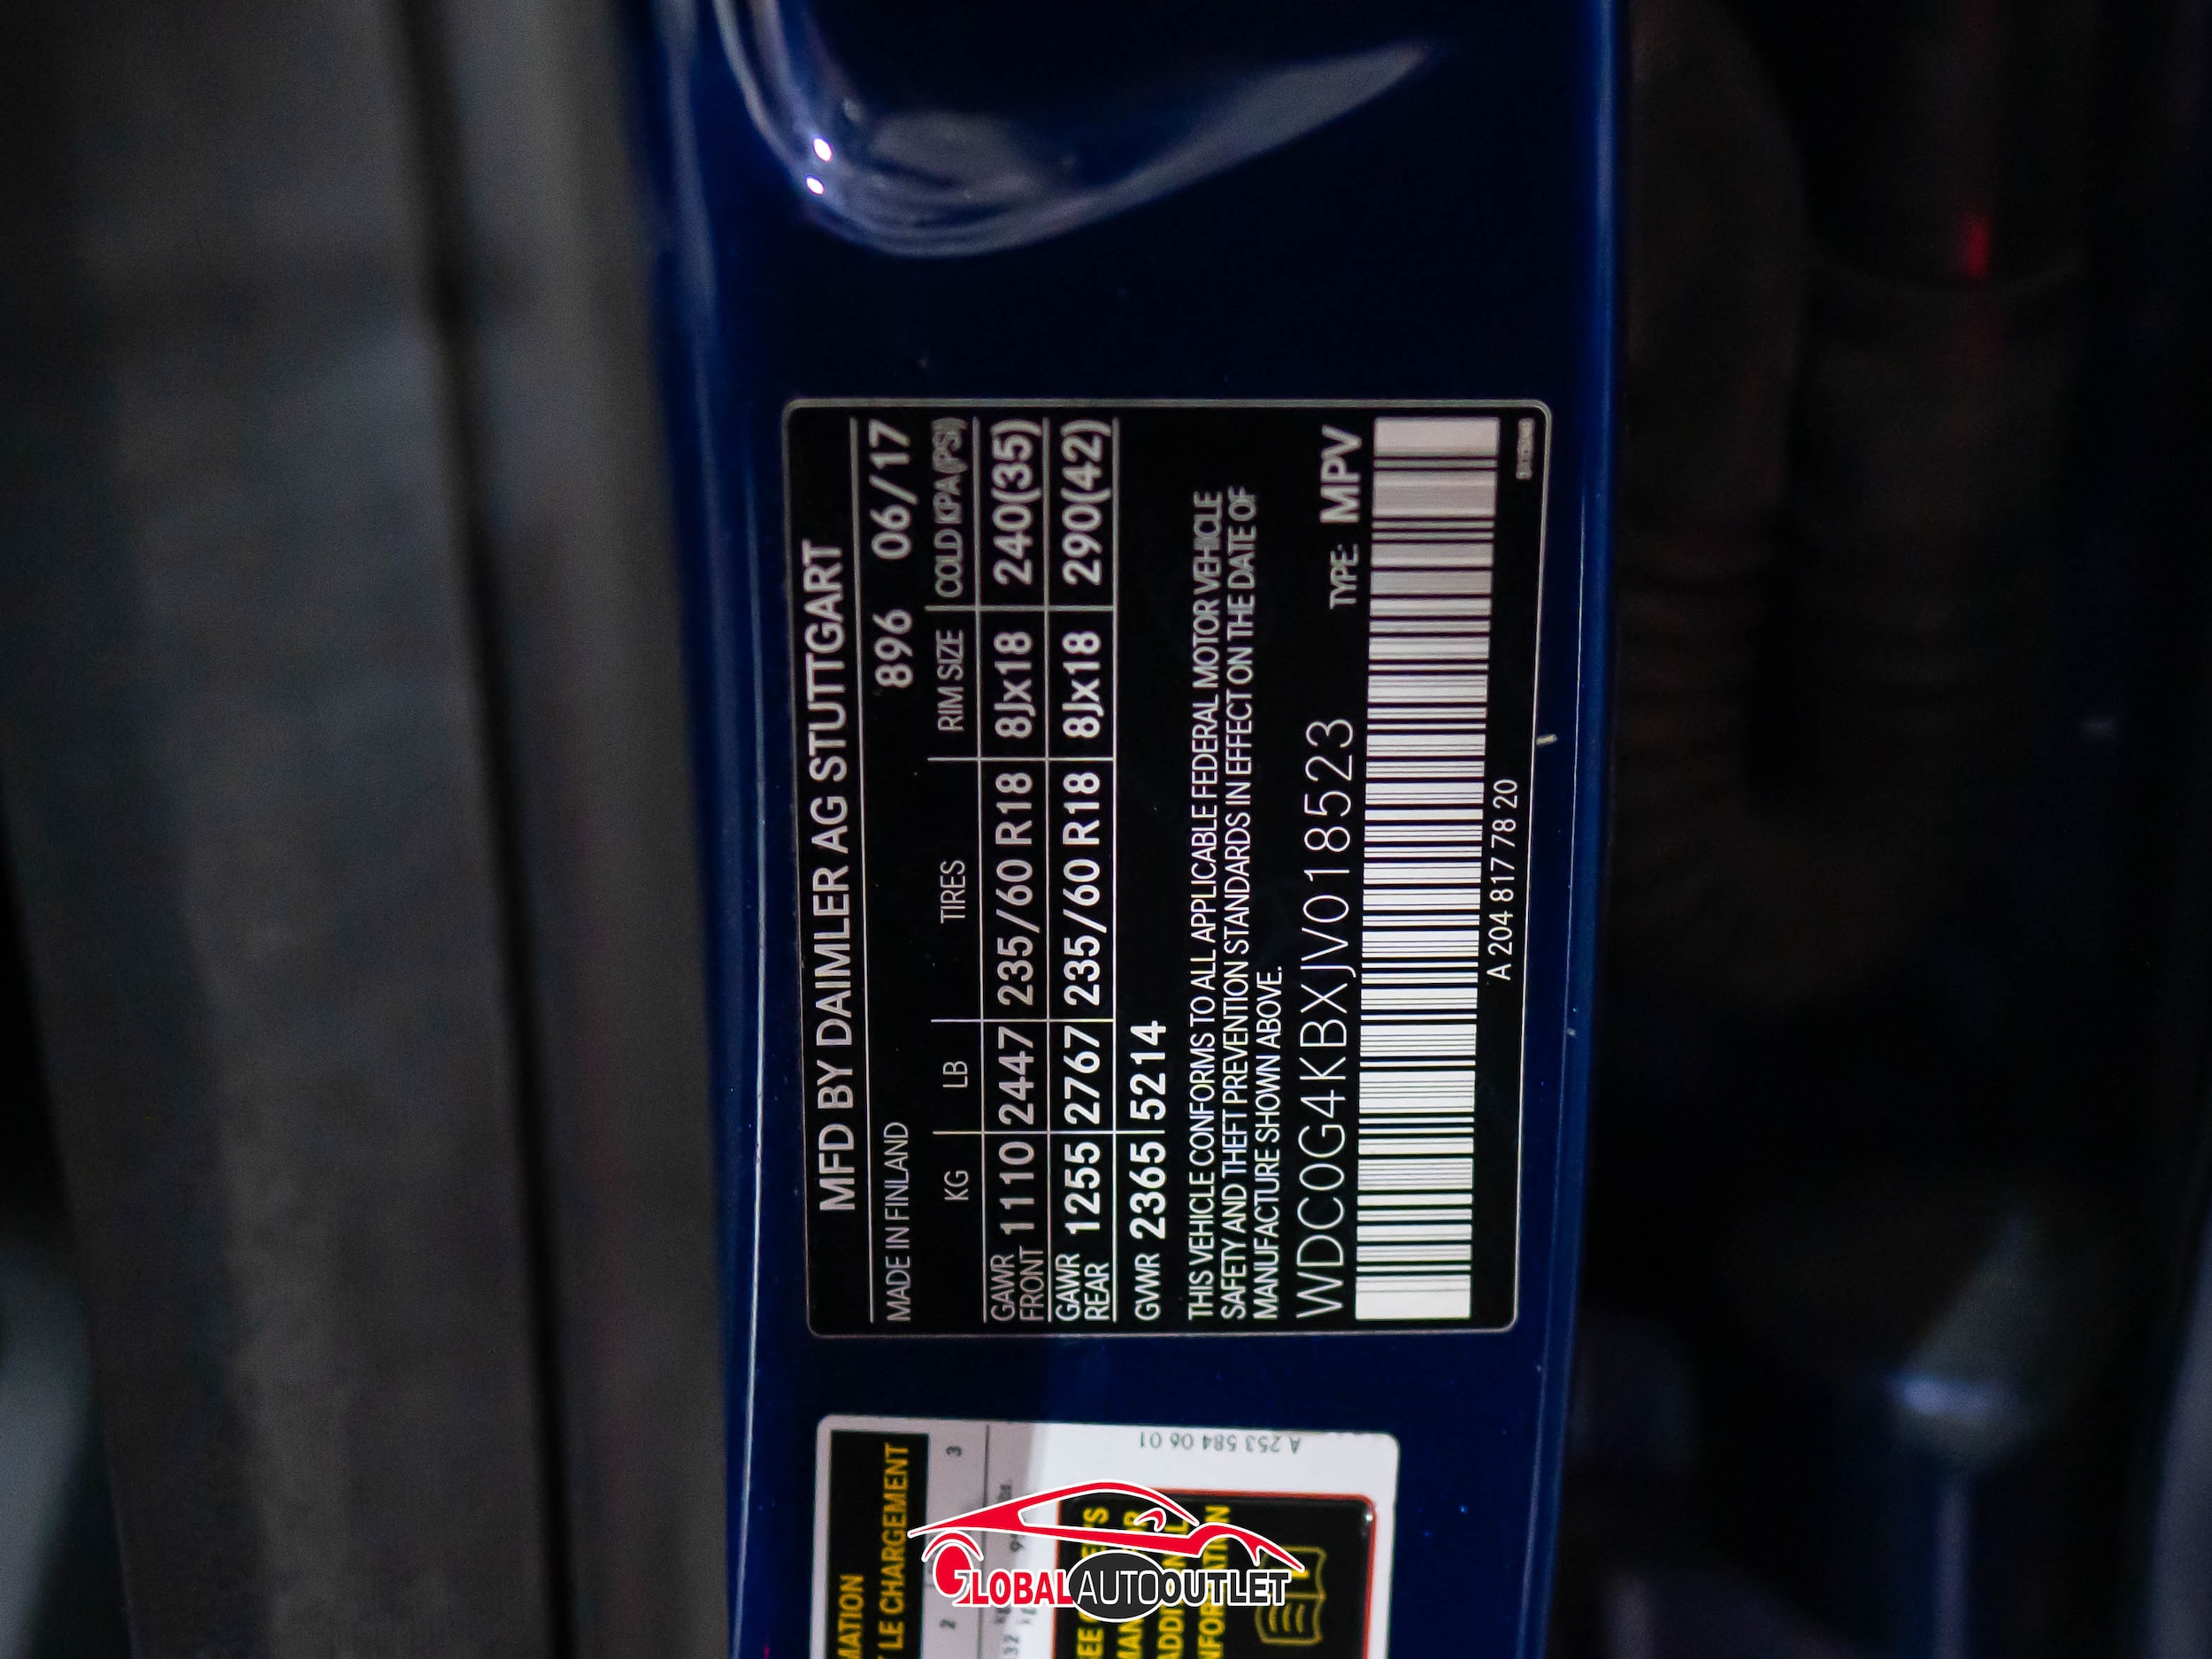 MFD BY DAIMLER AG STUTTGART
MADE IN FINLAND 896 06/17
KG LB TIRES RIM SIZE COLD KPA(PSI)
GAWR FRONT 1110 2447 235/60 R18 8Jx18 240(35)
GAWR REAR 1255 2767 235/60 R18 8Jx18 290(42)
GVWR 2365 5214
THIS VEHICLE CONFORMS TO ALL APPLICABLE FEDERAL MOTOR VEHICLE
SAFETY AND THEFT PREVENTION STANDARDS IN EFFECT ON THE DATE OF
MANUFACTURE SHOWN ABOVE.
WDC0G4KBXJV018523 TYPE: MPV
A 204 817 78 20
LE CHARGEMENT
2 3
A 253 584 06 01
GLOBALAUTOOUTLET